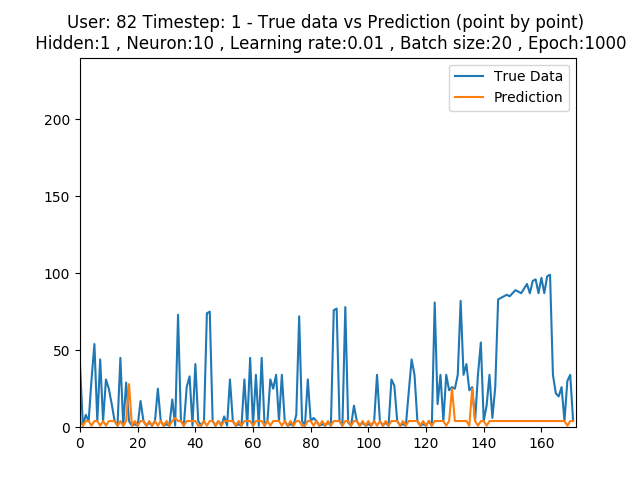 User: 82 Timestep: 1 - True data vs Prediction (point by point)
Hidden:1 , Neuron:10 , Learning rate:0.01 , Batch size:20 , Epoch:1000
True Data
Prediction
200
150
100
50
0
0 20 40 60 80 100 120 140 160